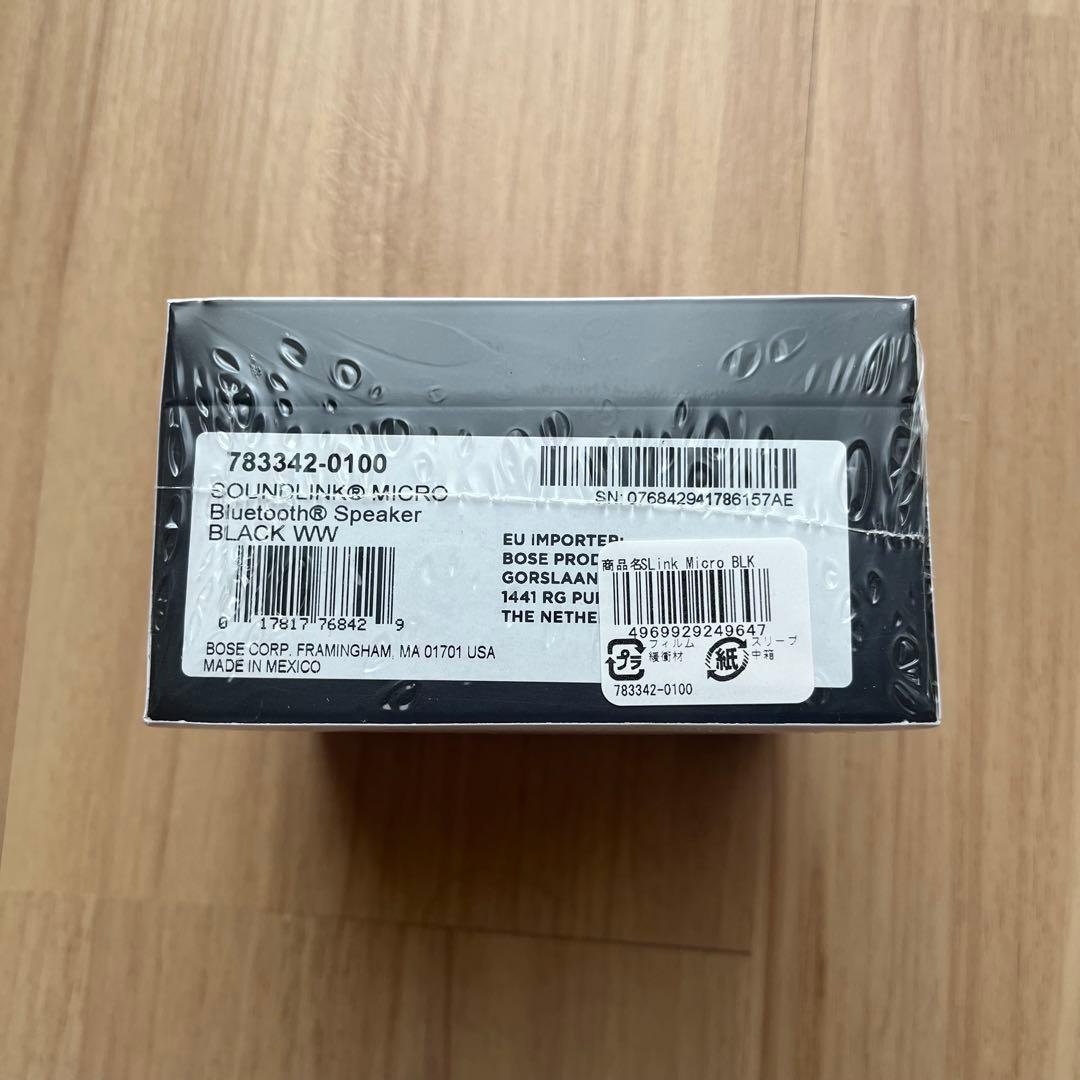 783342-0100
SOUNDLINK® MICRO
Bluetooth® Speaker
BLACK WW
0 17817 76842 9
BOSE CORP. FRAMINGHAM, MA 01701 USA
MADE IN MEXICO
SN: 076842941786157AE
EU IMPORTER:
BOSE PROD
GORSLAAN
1441 RG PU
THE NETHE
商品名SLink Micro BLK
4969929249647
プラ フィルム 紙 スリーブ
緩衝材 中箱
783342-0100